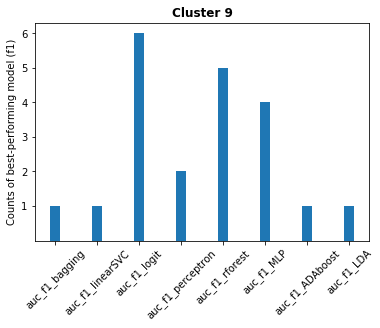 Cluster 9
Counts of best-performing model (f1)
6
5
4
3
2
1
auc_f1_bagging
auc_f1_linearSVC
auc_f1_logit
auc_f1_perceptron
auc_f1_rforest
auc_f1_MLP
auc_f1_ADAboost
auc_f1_LDA